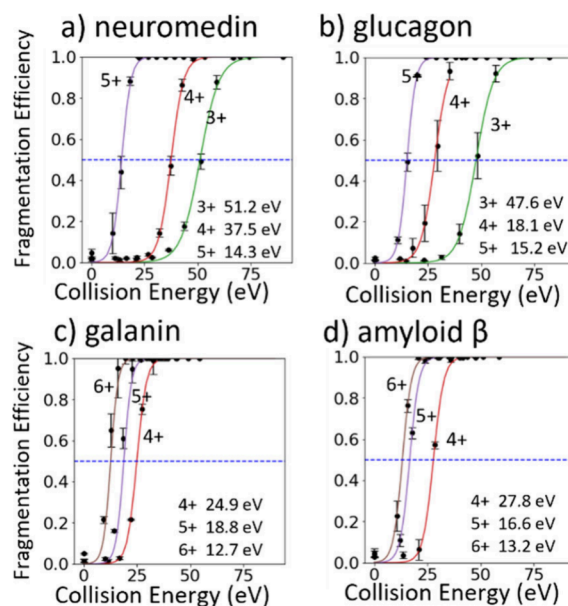 a) neuromedin
b) glucagon
Fragmentation Efficiency
1.0
0.8
0.6
0.4
0.2
0.0
5+
4+
3+
3+ 51.2 eV
4+ 37.5 eV
5+ 14.3 eV
0 25 50 75
Collision Energy (eV)
1.0
0.8
0.6
0.4
0.2
0.0
5+
4+
3+
3+ 47.6 eV
4+ 18.1 eV
5+ 15.2 eV
0 25 50 75
Collision Energy (eV)
c) galanin
d) amyloid β
Fragmentation Efficiency
1.0
0.8
0.6
0.4
0.2
0.0
6+
5+
4+
4+ 24.9 eV
5+ 18.8 eV
6+ 12.7 eV
0 25 50 75
Collision Energy (eV)
1.0
0.8
0.6
0.4
0.2
0.0
6+
5+
4+
4+ 27.8 eV
5+ 16.6 eV
6+ 13.2 eV
0 25 50 75
Collision Energy (eV)